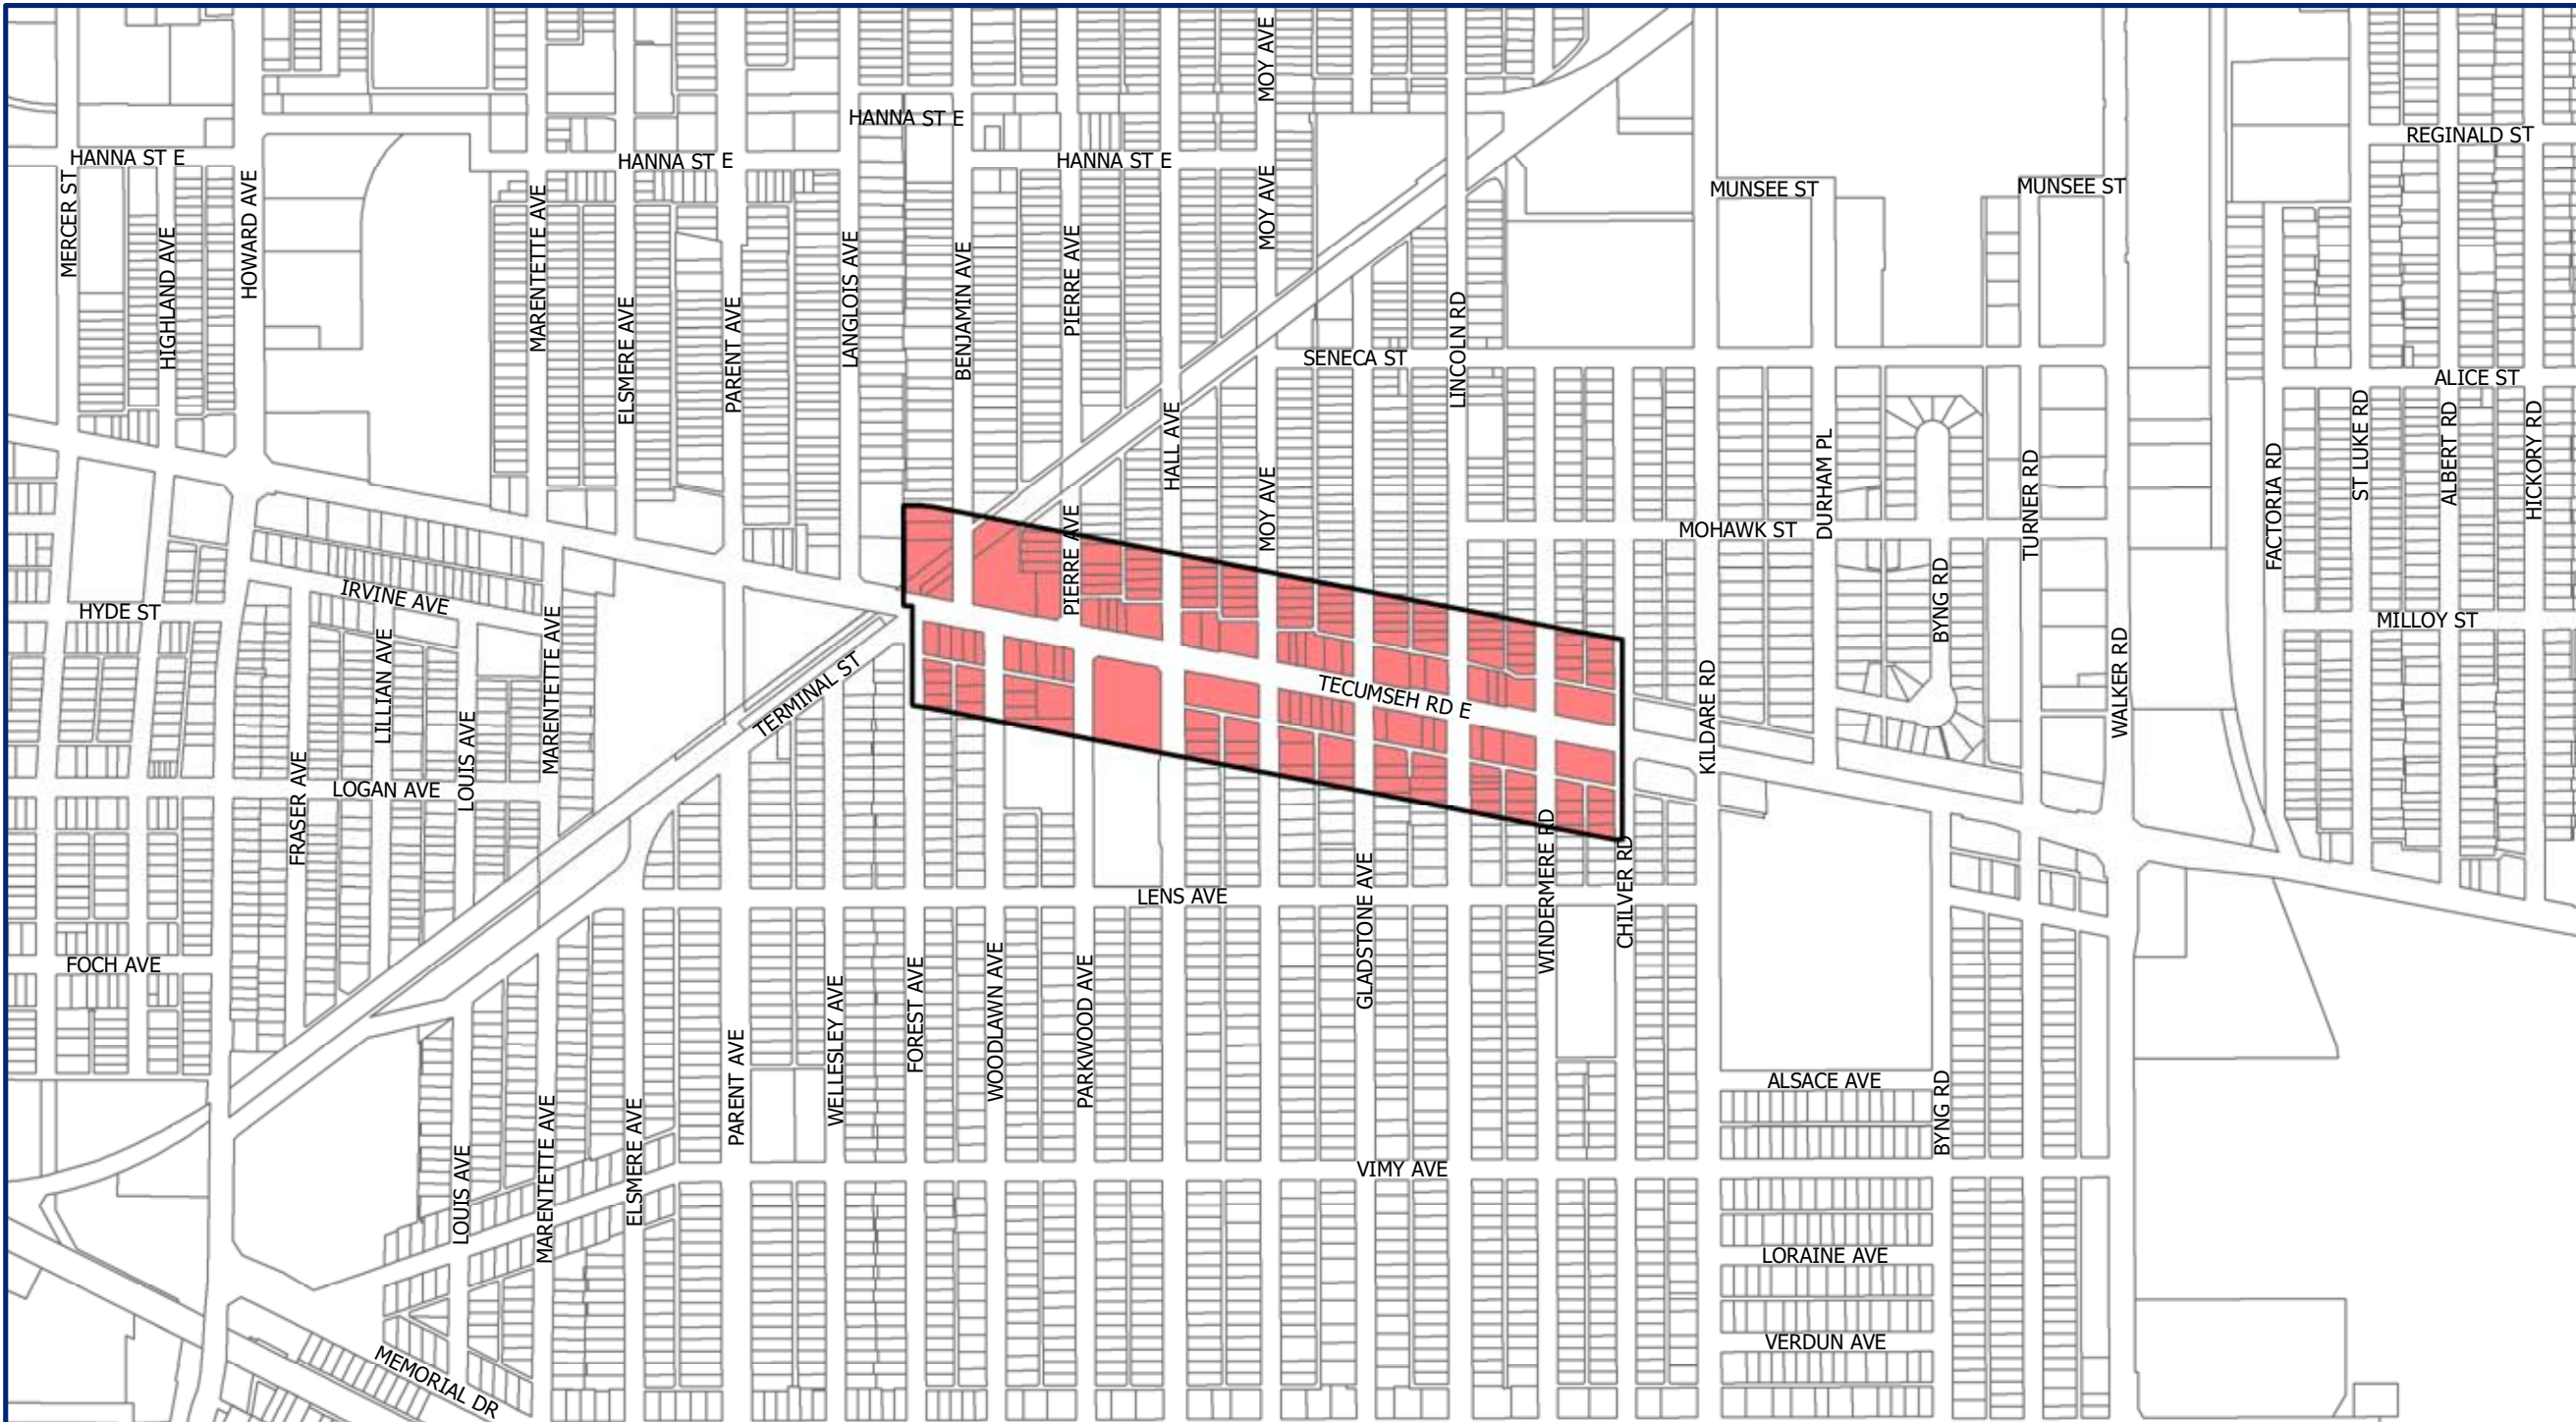 MOY AVE
HANNA ST E
REGINALD ST
HANNA ST E
HANNA ST E
HANNA ST E
MUNSEE ST
MUNSEE ST
MERCER ST
HIGHLAND AVE
HOWARD AVE
MARENTETTE AVE
ELSMERE AVE
PARENT AVE
LANGLOIS AVE
BENJAMIN AVE
PIERRE AVE
MOY AVE
LINCOLN RD
SENECA ST
ALICE ST
HALL AVE
MOY AVE
DURHAM PL
TURNER RD
FACTORIA RD
ST LUKE RD
ALBERT RD
HICKORY RD
MOHAWK ST
PIERRE AVE
BYNG RD
IRVINE AVE
HYDE ST
MILLOY ST
LILLIAN AVE
MARENTETTE AVE
TERMINAL ST
TECUMSEH RD E
KILDARE RD
WALKER RD
LOUIS AVE
FRASER AVE
LOGAN AVE
LENS AVE
GLADSTONE AVE
WINDERMERE RD
CHILVER RD
FOCH AVE
PARENT AVE
WELLESLEY AVE
FOREST AVE
WOODLAWN AVE
PARKWOOD AVE
ALSACE AVE
BYNG RD
LOUIS AVE
MARENTETTE AVE
ELSMERE AVE
VIMY AVE
LORAINE AVE
VERDUN AVE
MEMORIAL DR